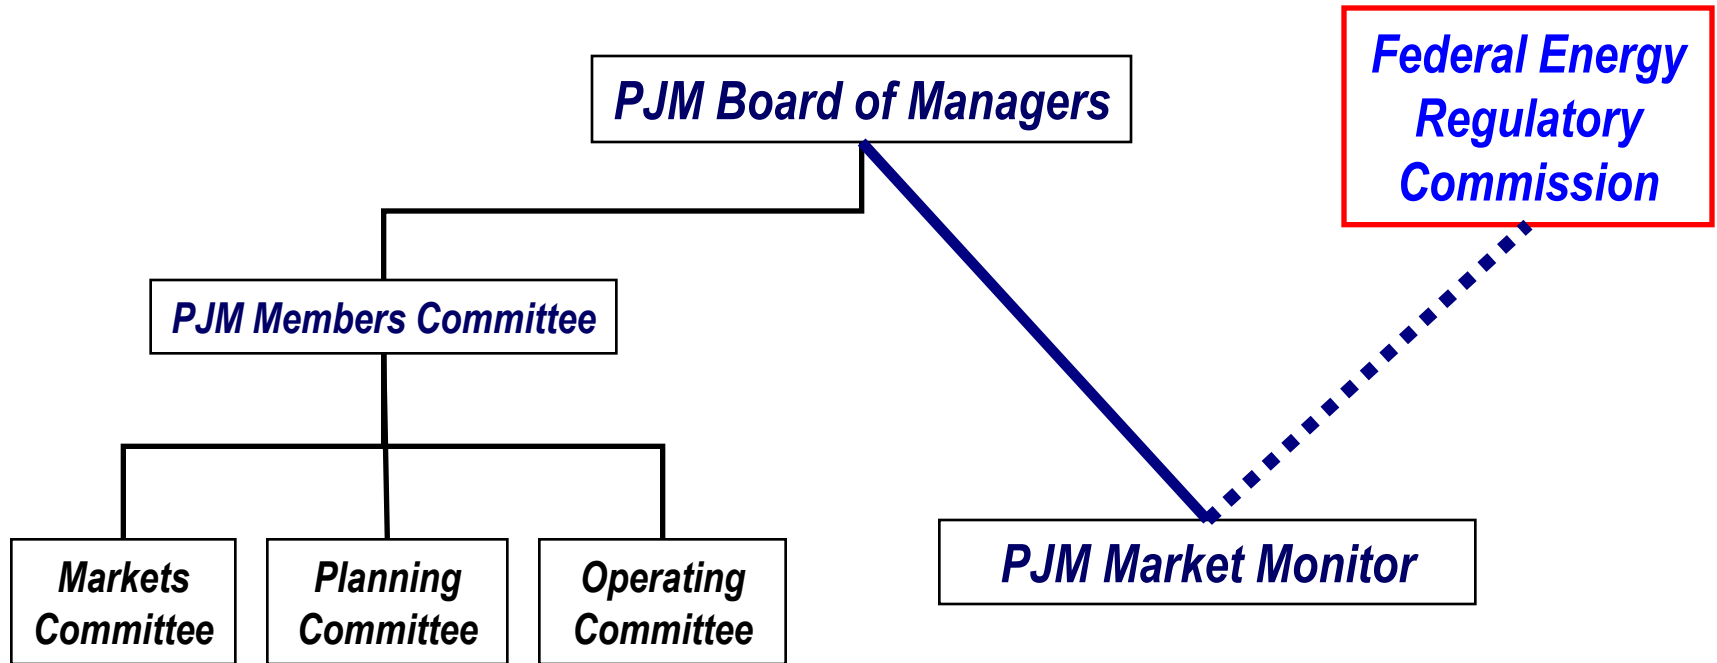 PJM Board of Managers
Federal Energy
Regulatory
Commission
PJM Members Committee
PJM Market Monitor
Markets
Committee
Planning
Committee
Operating
Committee